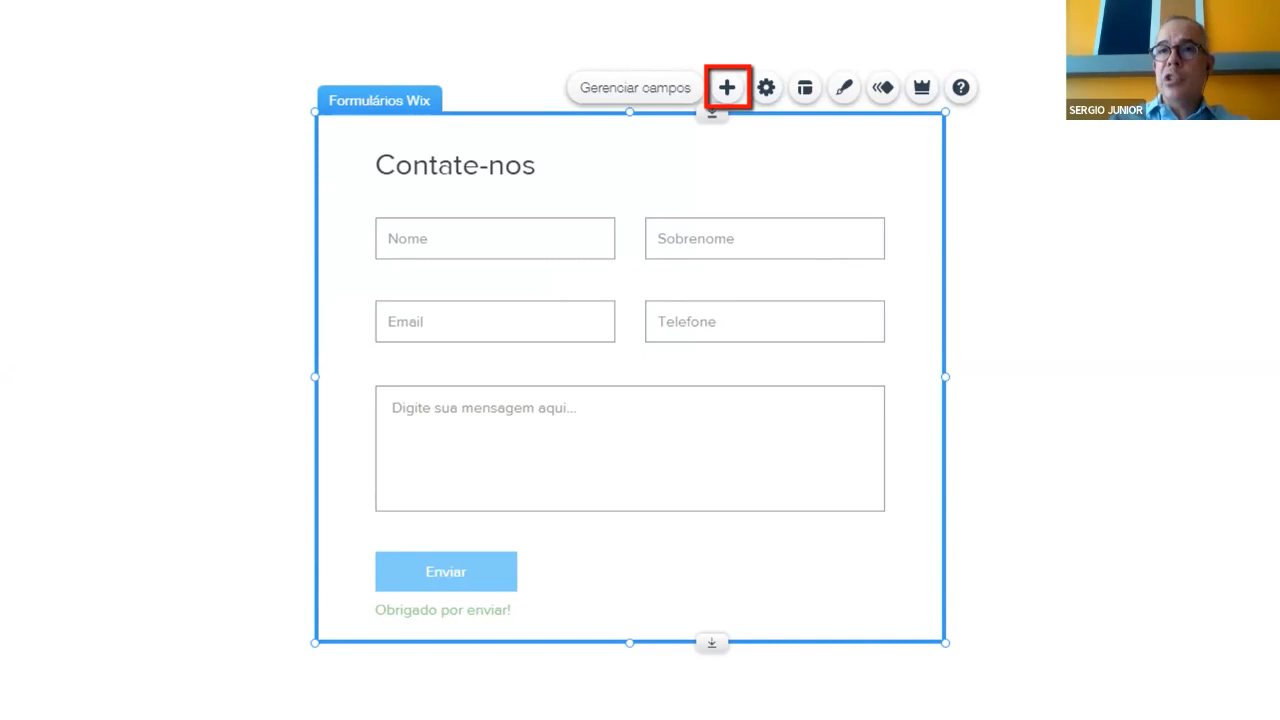 Gerenciar campos
SERGIO JUNIOR
Formulários Wix
Contate-nos
Nome
Sobrenome
Email
Telefone
Digite sua mensagem aqui...
Enviar
Obrigado por enviar!